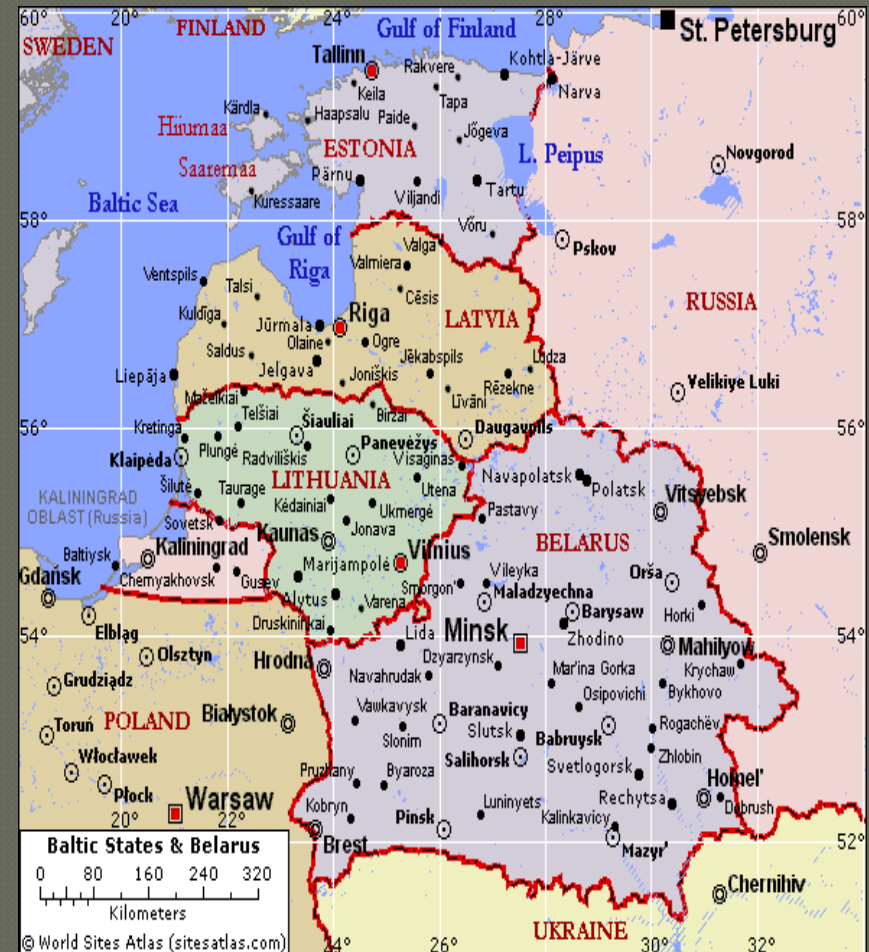 60°
20°
24°
28°
32°
60°
SWEDEN
FINLAND
Gulf of Finland
St. Petersburg
Tallinn
Rakvere
Kohtla-Järve
Keila
Tapa
Narva
Kärdla
Haapsalu
Paide
Hiiumaa
Jõgeva
ESTONIA
L. Peipus
Novgorod
Saaremaa
Pärnu
Tartu
Kuressaare
Viljandi
Baltic Sea
58°
58°
Võru
Gulf of
Riga
Valga
Pskov
Valmiera
Ventspils
Talsi
Cēsis
RUSSIA
Kuldīga
Riga
Jūrmala
LATVIA
Olaine
Ogre
Saldus
Jēkabspils
Ludza
Jelgava
Joniškis
Liepāja
Rēzekne
Velikiye Luki
Līvāni
Mažeikiai
Telšiai
Biržai
56°
56°
Kretinga
Šiauliai
Daugavpils
Plungė
Panevėžys
Klaipėda
Radviliškis
Visaginas
LITHUANIA
Navapolatsk
Utena
Polatsk
Šilutė
Taurage
Vitsyebsk
KALININGRAD
OBLAST (Russia)
Kėdainiai
Ukmergė
Pastavy
Sovetsk
Jonava
Kaunas
BELARUS
Smolensk
Baltiysk
Kaliningrad
Vilnius
Marijampolė
Vileyka
Orša
Gdańsk
Chernyakhovsk
Gusev
Smorgon
Maladzyechna
Alytus
Varena
Barysaw
Horki
Elbląg
Druskininkai
54°
54°
Lida
Minsk
Zhodino
Mahilyow
Olsztyn
Hrodna
Dzyarzynsk
Navahrudak
Mar'ina Gorka
Krychaw
Grudziądz
Osipovichi
Bykhovo
Toruń
POLAND
Białystok
Vawkavysk
Baranavicy
Slutsk
Babruysk
Rogachëv
Slonim
Włocławek
Salihorsk
Zhlobin
Svetlogorsk
Pruzhany
Byaroza
Homel'
Płock
Warsaw
Kobryn
Luninyets
Rechytsa
Dobrush
20°
22°
Pinsk
Kalinkavicy
Brest
Mazyr'
52°
Baltic States & Belarus
0
80
160
240
320
Kilometers
Chernihiv
UKRAINE
© World Sites Atlas (sitesatlas.com)
24°
26°
28°
30°
32°